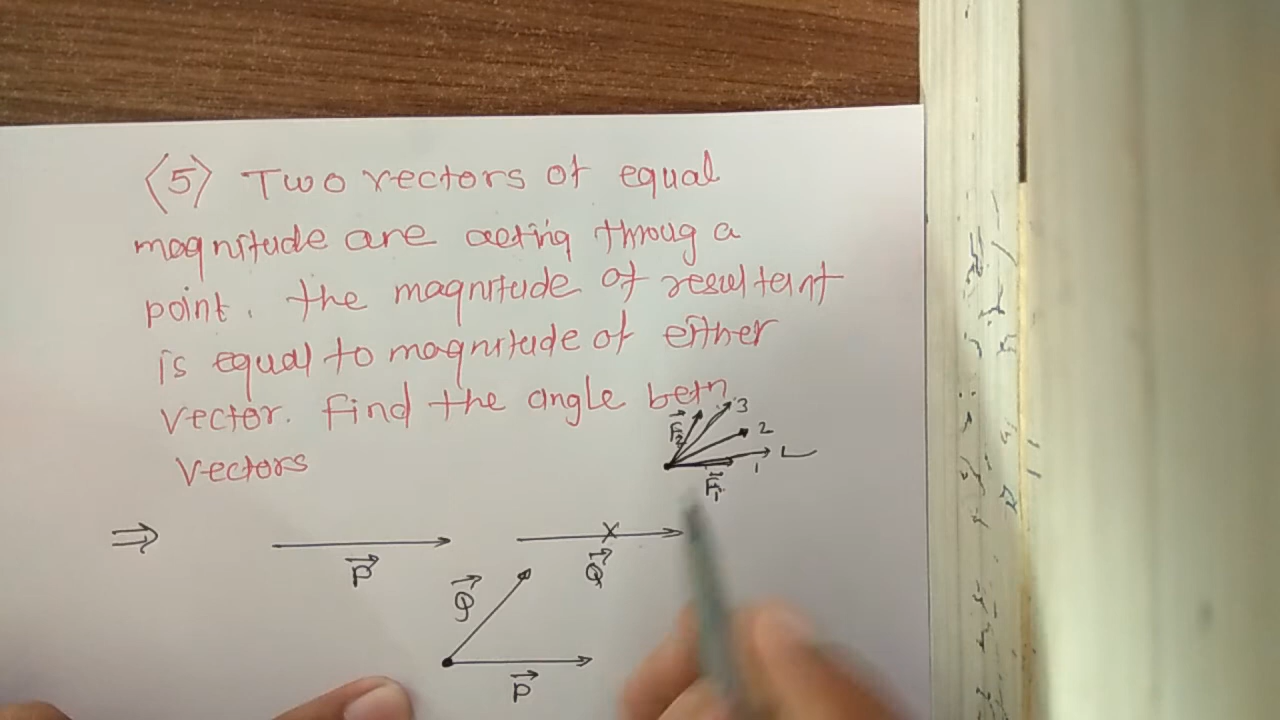 (5) Two vectors of equal
magnitude are acting throug a
point. the magnitude of resultant
is equal to magnitude of either
vector. find the angle betn
vectors
F₂ 3
2
1
F₁
⇒ P Q
Q
P